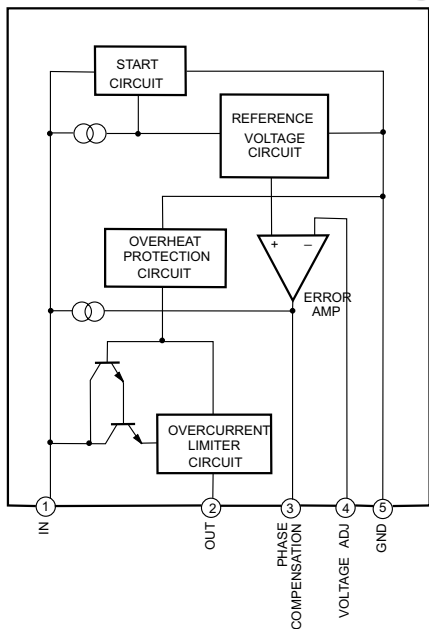 START
CIRCUIT
REFERENCE
VOLTAGE
CIRCUIT
OVERHEAT
PROTECTION
CIRCUIT
+ −
ERROR
AMP
OVERCURRENT
LIMITER
CIRCUIT
1
2
3
4
5
IN
OUT
PHASE
COMPENSATION
VOLTAGE ADJ
GND